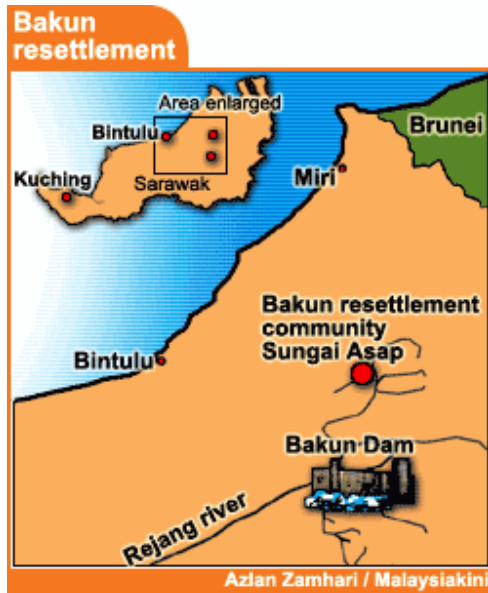 Bakun
resettlement
Area enlarged
Bintulu
Brunei
Kuching
Sarawak
Miri
Bakun resettlement
community
Sungai Asap
Bintulu
Bakun Dam
Rejang river
Azlan Zamhari / Malaysiakini